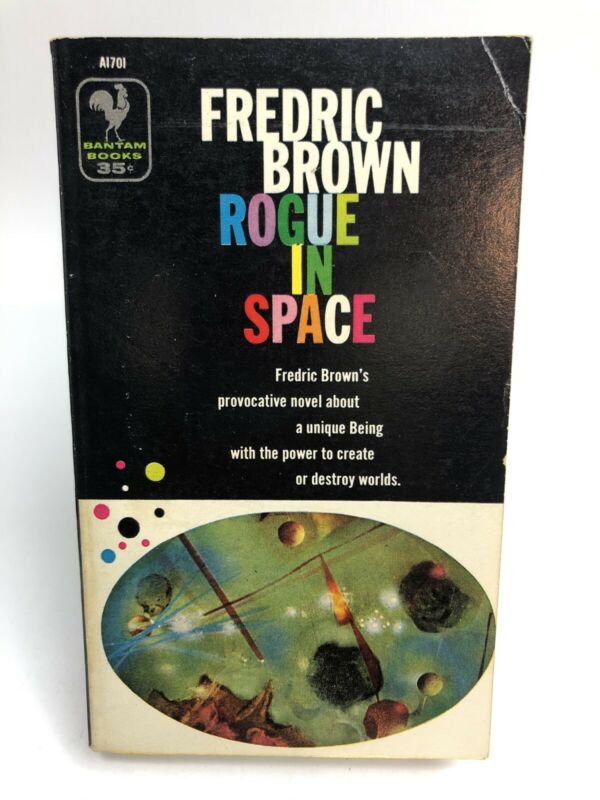 A1701
BANTAM
BOOKS
35¢
FREDRIC
BROWN
ROGUE
IN
SPACE
Fredric Brown's
provocative novel about
a unique Being
with the power to create
or destroy worlds.